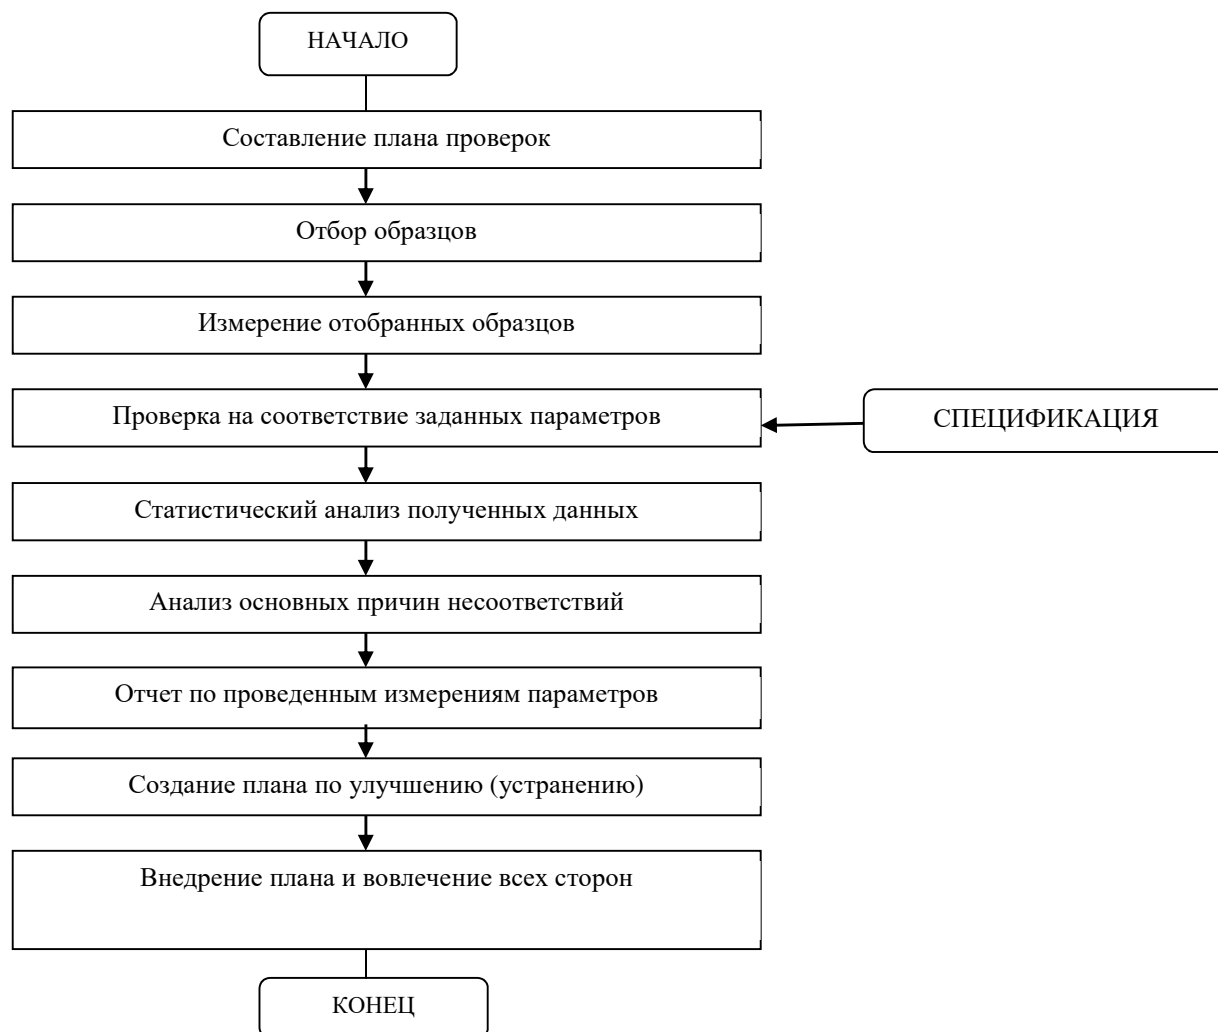 НАЧАЛО
Составление плана проверок
Отбор образцов
Измерение отобранных образцов
Проверка на соответствие заданных параметров
СПЕЦИФИКАЦИЯ
Статистический анализ полученных данных
Анализ основных причин несоответствий
Отчет по проведенным измерениям параметров
Создание плана по улучшению (устранению)
Внедрение плана и вовлечение всех сторон
КОНЕЦ